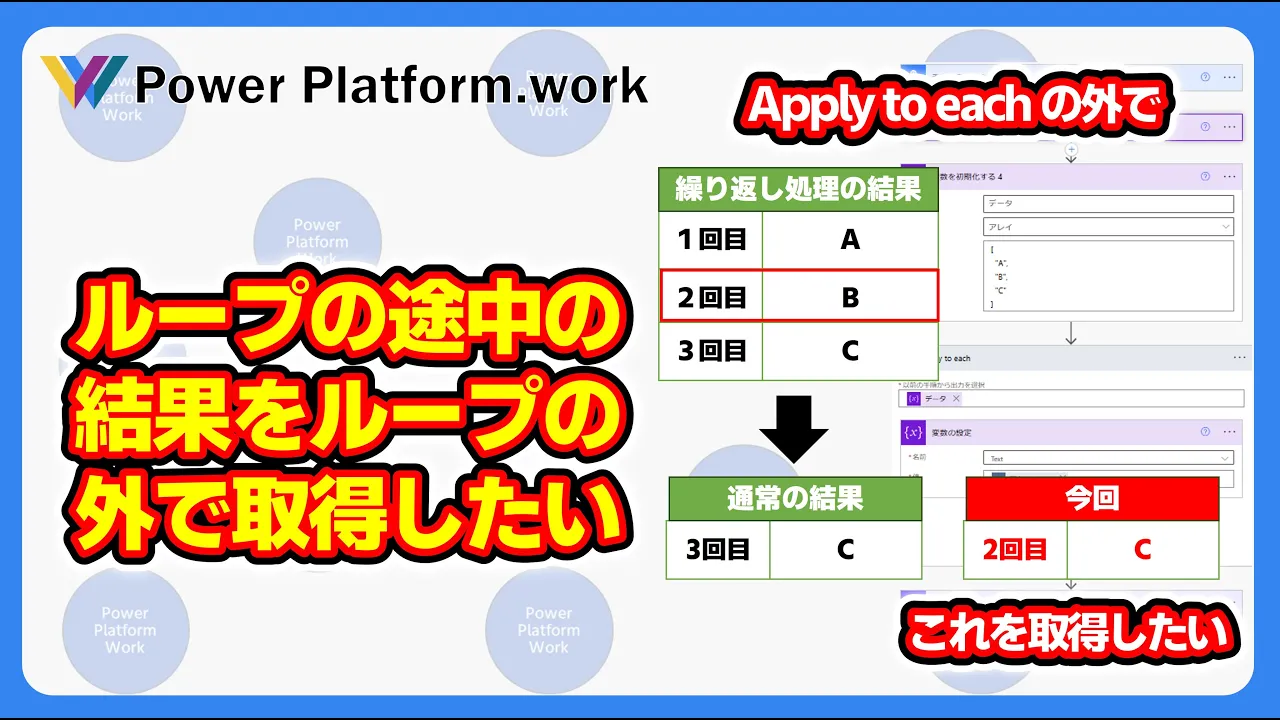 Power Platform.work
Apply to each の外で
ループの途中の
結果をループの
外で取得したい
繰り返し処理の結果
1回目 A
2回目 B
3回目 C
通常の結果
3回目 C
今回
2回目 C
これを取得したい
数を初期化する 4
データ
アレイ
[
"A",
"B",
"C"
]
y to each
*以前の手順から出力を選択
{x} データ ×
{x} 変数の設定
*名前 Text
Power
Platform
Work
Power
Platform
Work
Power
Platform
Work
Work
Work